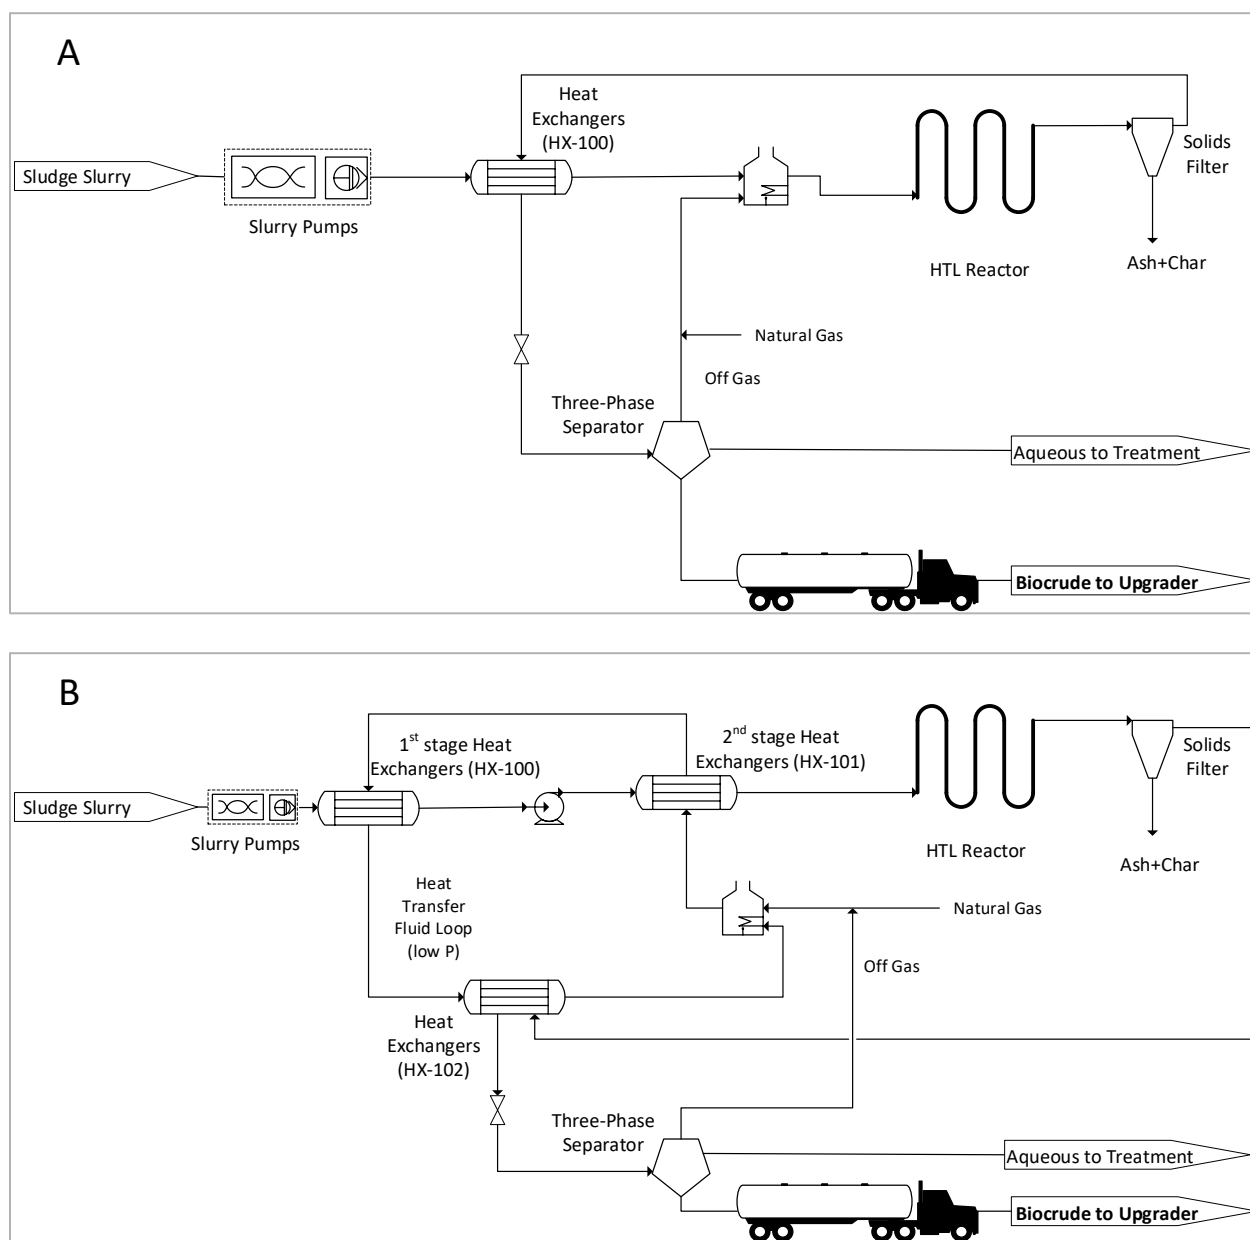 A
Heat
Exchangers
(HX-100)
Solids
Filter
Sludge Slurry
Slurry Pumps
HTL Reactor
Ash+Char
Natural Gas
Off Gas
Three-Phase
Separator
Aqueous to Treatment
Biocrude to Upgrader
B
1st stage Heat
Exchangers (HX-100)
2nd stage Heat
Exchangers (HX-101)
Solids
Filter
Sludge Slurry
Slurry Pumps
HTL Reactor
Ash+Char
Heat
Transfer
Fluid Loop
(low P)
Natural Gas
Off Gas
Heat
Exchangers
(HX-102)
Three-Phase
Separator
Aqueous to Treatment
Biocrude to Upgrader